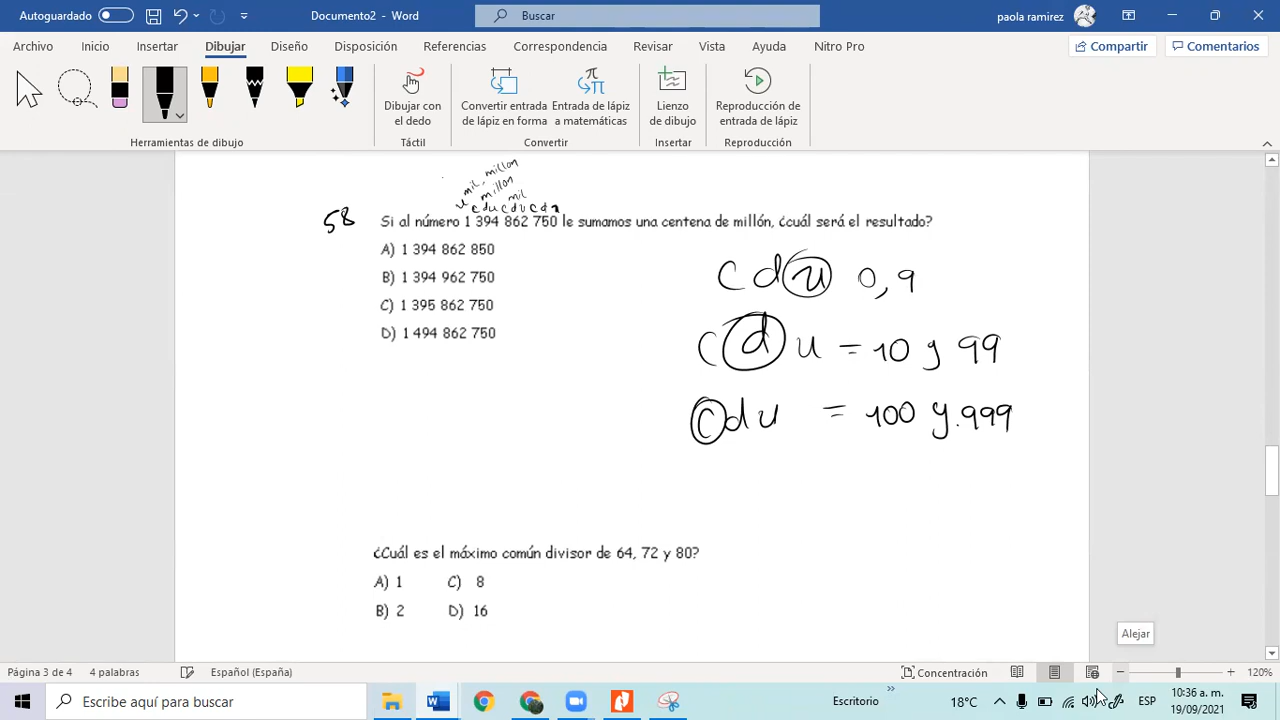 Autoguardado
Documento2 - Word
Buscar
paola ramirez
Archivo Inicio Insertar Dibujar Diseño Disposición Referencias Correspondencia Revisar Vista Ayuda Nitro Pro
Compartir Comentarios
Dibujar con el dedo
Convertir entrada de lápiz en forma
Entrada de lápiz a matemáticas
Lienzo de dibujo
Reproducción de entrada de lápiz
Herramientas de dibujo Táctil Convertir Insertar Reproducción
mil millon
millon
mil
u c d u c d u c d
58
Si al número 1 394 862 750 le sumamos una centena de millón, ¿cuál será el resultado?
A) 1 394 862 850
B) 1 394 962 750
C) 1 395 862 750
D) 1 494 862 750
C d u 0,9
C d u = 10 y 99
C d u = 100 y 999
¿Cuál es el máximo común divisor de 64, 72 y 80?
A) 1 C) 8
B) 2 D) 16
Alejar
Página 3 de 4 4 palabras Español (España) Concentración 120%
Escribe aquí para buscar
Escritorio
18°C
ESP
10:36 a. m.
19/09/2021